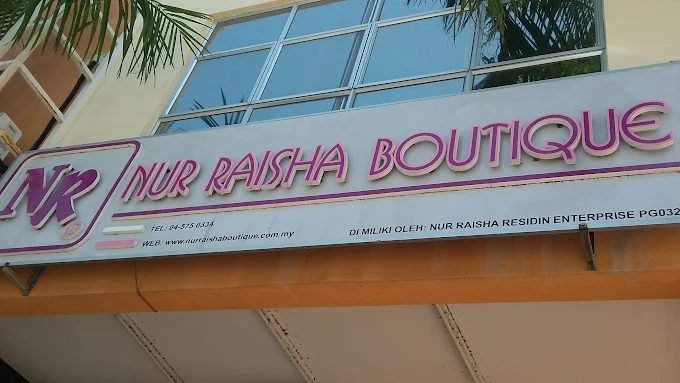 NR
NUR RAISHA BOUTIQUE
TEL: 04-575 0334
WEB: www.nurraishaboutique.com.my
DI MILIKI OLEH: NUR RAISHA RESIDIN ENTERPRISE PG032